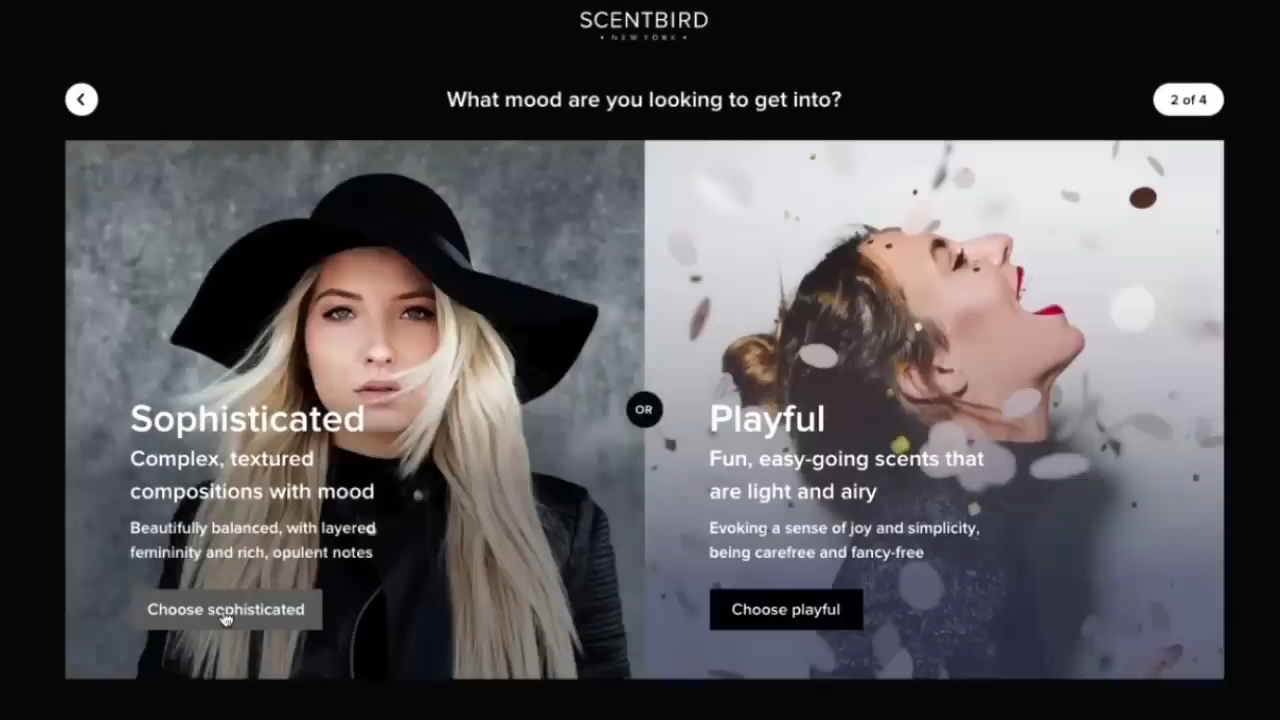 SCENTBIRD
• NEW YORK •
What mood are you looking to get into?
2 of 4
Sophisticated
Complex, textured
compositions with mood
Beautifully balanced, with layered
femininity and rich, opulent notes
Choose sophisticated
OR
Playful
Fun, easy-going scents that
are light and airy
Evoking a sense of joy and simplicity,
being carefree and fancy-free
Choose playful